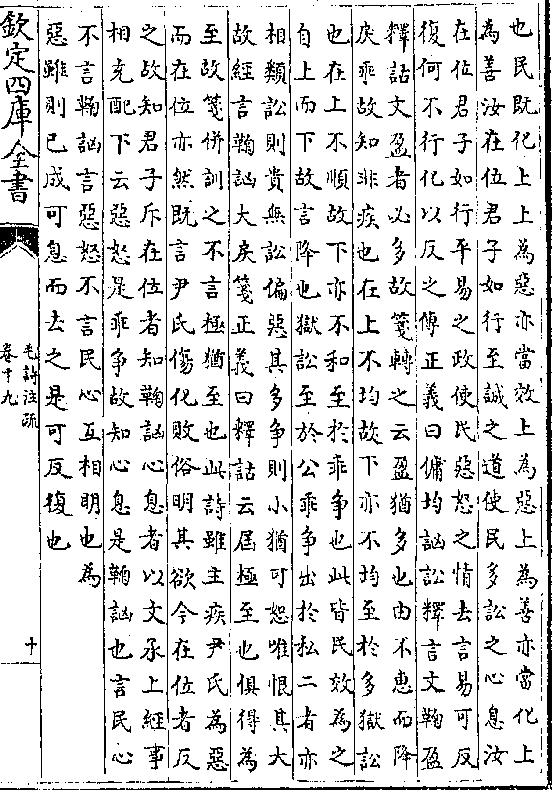 也民既化上上為惡亦當效上為惡上為善亦當化上
為善汝在位君子如行至誠之道使民多訟之心息汝
在位君子如行平易之政使民惡怒之情去言易可反
復何不行化以反之傳正義曰傭均訩訟釋言文鞠盈
釋詁文盈者必多故箋轉之云盈猶多也由不惠而降
戾乖故知非疾也在上不均故下亦不均至於多獄訟
也在上不順故下亦不和至於乖爭也此皆民效為之
自上而下故言降也獄訟至於公乖爭出於私二者亦
相類訟則貴無訟偏惡其多爭則小猶可恕唯恨其大
故經言鞠訩大戾箋正義曰釋詁云屆極至也俱得為
至故箋併訓之不言極猶至也此詩雖主疾尹氏為惡
而在位亦然既言尹氏傷化敗俗明其欲令在位者反
之故知君子斥在位者知鞠訩心息者以文承上經事
相充配下云惡怒是乖爭故知心息是鞠訩也言民心
不言鞠訩言惡怒不言民心互相明也為
惡雖則已成可息而去之是可反復也
欽定四庫全書
毛詩注疏
卷十九
十